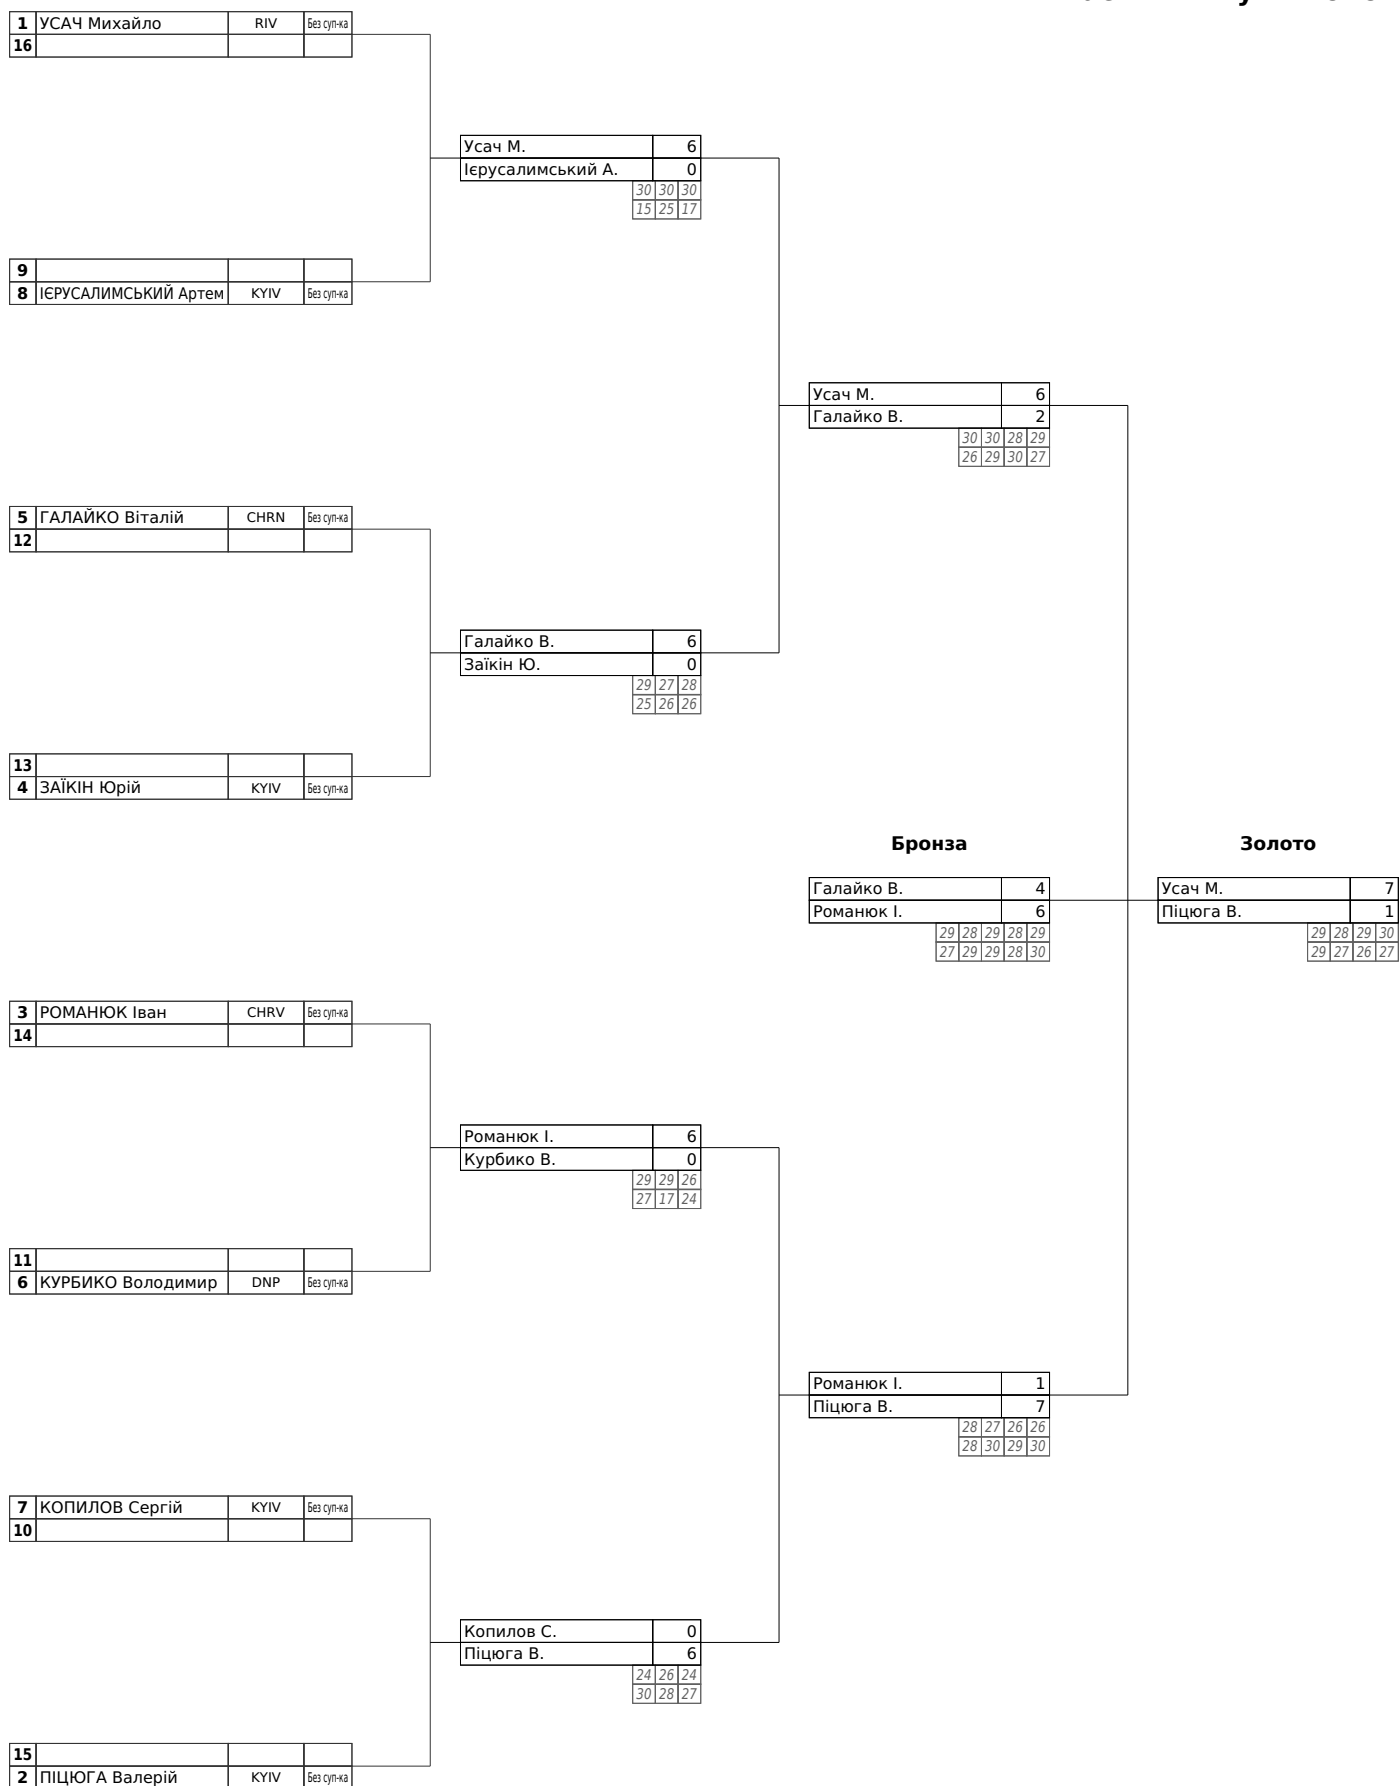 1 УСАЧ Михайло RIV Без суп-ка
16
Усач М. 6
Ієрусалимський А. 0
30 30 30
15 25 17
9
8 ІЄРУСАЛИМСЬКИЙ Артем KYIV Без суп-ка
Усач М. 6
Галайко В. 2
30 30 28 29
26 29 30 27
5 ГАЛАЙКО Віталій CHRN Без суп-ка
12
Галайко В. 6
Заїкін Ю. 0
29 27 28
25 26 26
13
4 ЗАЇКІН Юрій KYIV Без суп-ка
Бронза Золото
Галайко В. 4 Усач М. 7
Романюк І. 6 Піцюга В. 1
29 28 29 28 29 29 28 29 30
27 29 29 28 30 29 27 26 27
3 РОМАНЮК Іван CHRV Без суп-ка
14
Романюк І. 6
Курбико В. 0
29 29 26
27 17 24
11
6 КУРБИКО Володимир DNP Без суп-ка
Романюк І. 1
Піцюга В. 7
28 27 26 26
28 30 29 30
7 КОПИЛОВ Сергій KYIV Без суп-ка
10
Копилов С. 0
Піцюга В. 6
24 26 24
30 28 27
15
2 ПІЦЮГА Валерій KYIV Без суп-ка